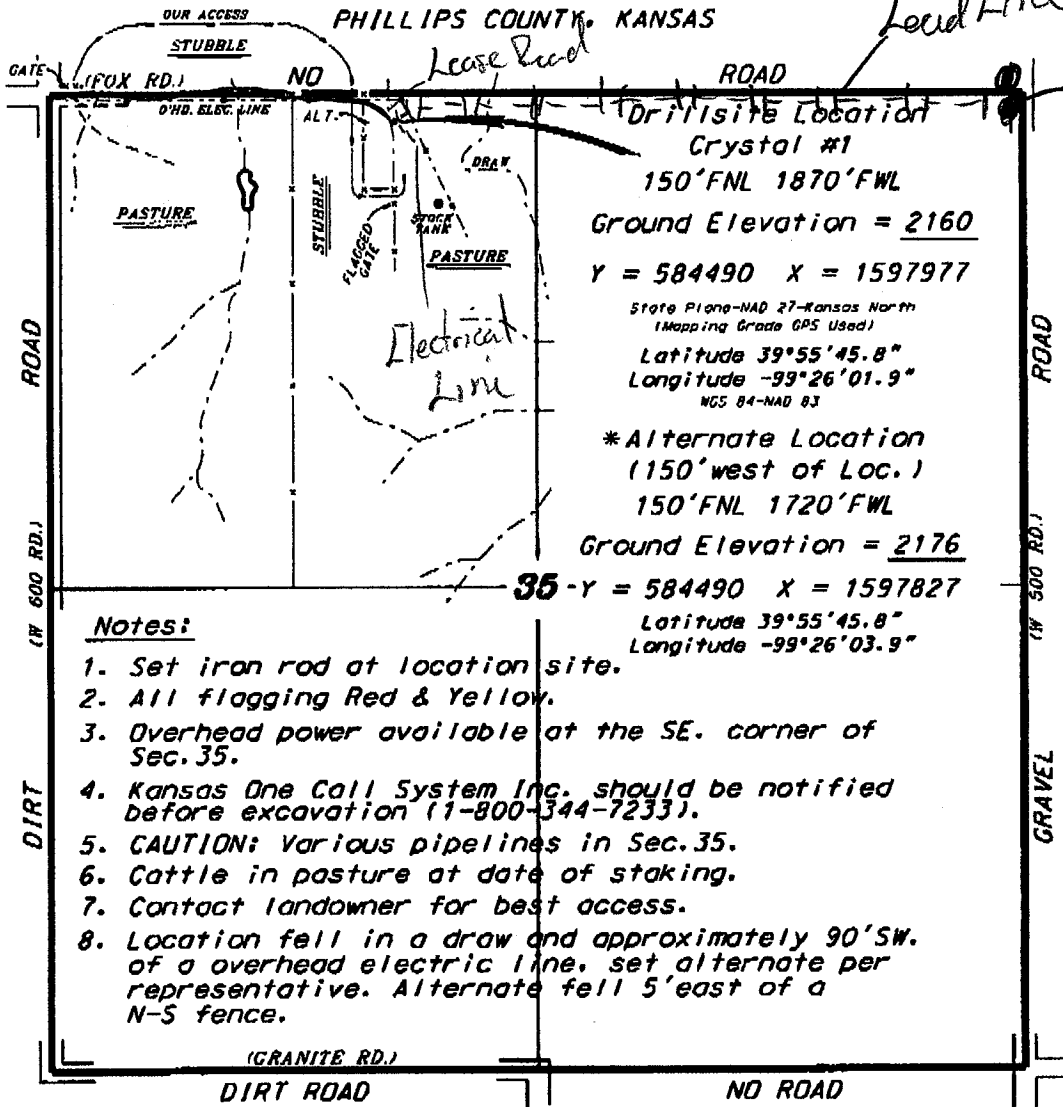 PHILLIPS COUNTY, KANSAS
OUR ACCESS
STUBBLE
Lead Line
Lease Road
GATE
(FOX RD.)
NO
ROAD
O'HD. ELEC. LINE
ALT.
DRAW
Drillsite Location
Crystal #1
150'FNL 1870'FWL
PASTURE
STUBBLE
FLAGGED
GATE
STOCK
TANK
PASTURE
Ground Elevation = 2160
Y = 584490 X = 1597977
State Plane-NAD 27-Kansas North
(Mapping Grade GPS Used)
Electrical
Line
Latitude 39°55'45.8"
Longitude -99°26'01.9"
WGS 84-NAD 83
ROAD
ROAD
*Alternate Location
(150'west of Loc.)
150'FNL 1720'FWL
Ground Elevation = 2176
(W 600 RD.)
(W 500 RD.)
35 - Y = 584490 X = 1597827
Latitude 39°55'45.8"
Longitude -99°26'03.9"
Notes:
1. Set iron rod at location site.
2. All flagging Red & Yellow.
3. Overhead power available at the SE. corner of
Sec.35.
4. Kansas One Call System Inc. should be notified
before excavation (1-800-344-7233).
5. CAUTION: Various pipelines in Sec.35.
6. Cattle in pasture at date of staking.
7. Contact landowner for best access.
8. Location fell in a draw and approximately 90'SW.
of a overhead electric line, set alternate per
representative. Alternate fell 5'east of a
N-S fence.
DIRT
GRAVEL
(GRANITE RD.)
DIRT ROAD
NO ROAD